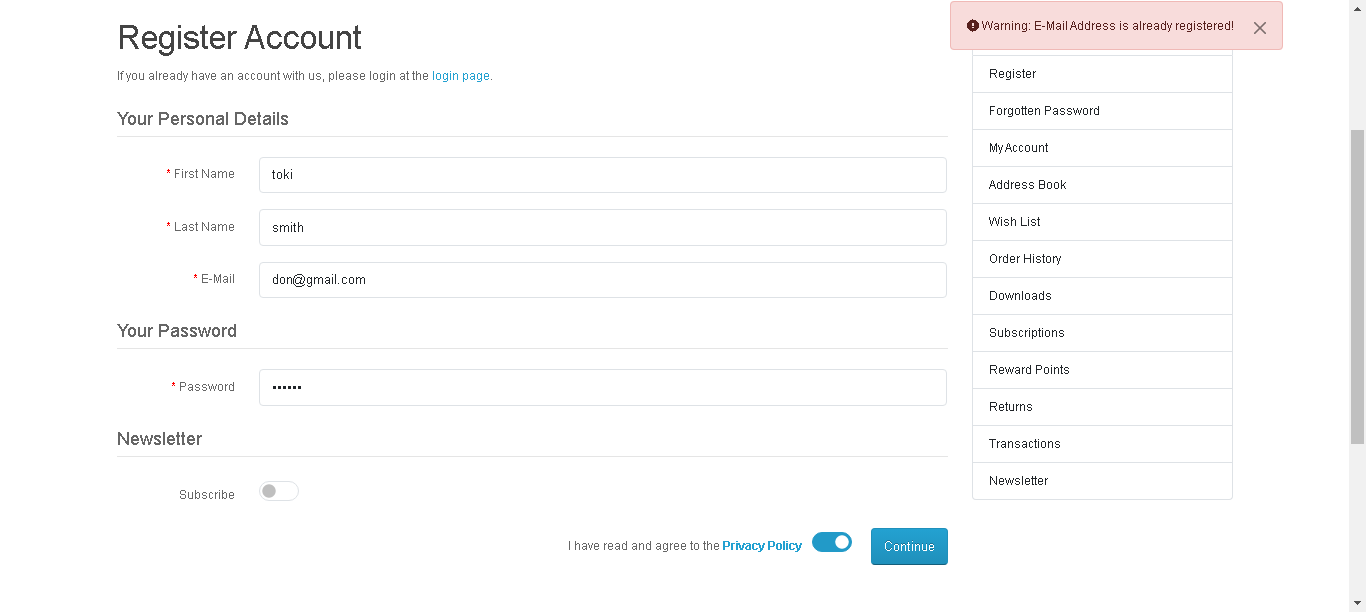 Register Account
Warning: E-Mail Address is already registered!
If you already have an account with us, please login at the login page.
Your Personal Details
* First Name
toki
* Last Name
smith
* E-Mail
don@gmail.com
Your Password
* Password
••••••
Newsletter
Subscribe
I have read and agree to the Privacy Policy
Continue
Register
Forgotten Password
My Account
Address Book
Wish List
Order History
Downloads
Subscriptions
Reward Points
Returns
Transactions
Newsletter